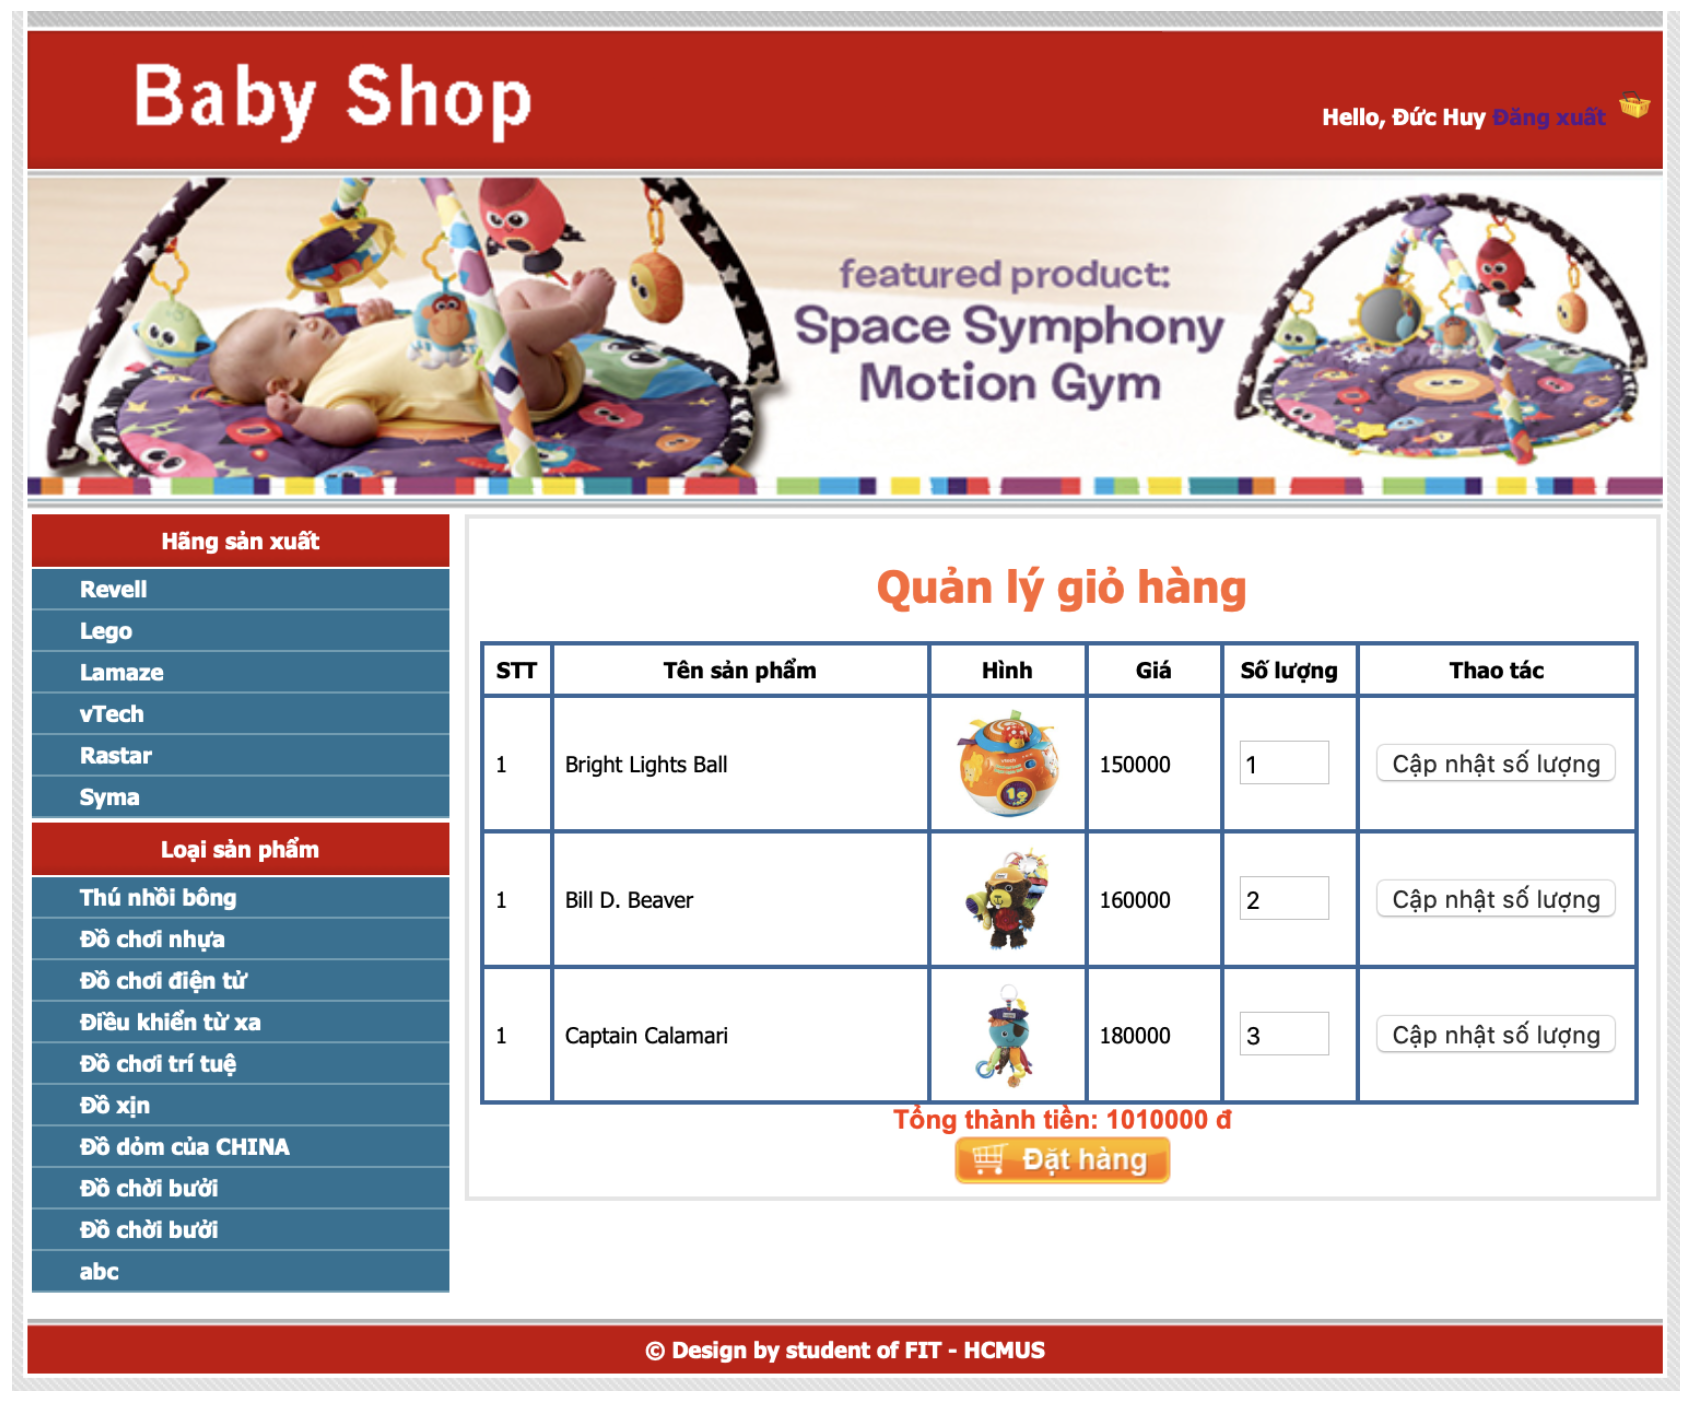 Baby Shop
Hello, Đức Huy Đăng xuất
featured product:
Space Symphony
Motion Gym
Hãng sản xuất
Revell
Lego
Lamaze
vTech
Rastar
Syma
Loại sản phẩm
Thú nhồi bông
Đồ chơi nhựa
Đồ chơi điện tử
Điều khiển từ xa
Đồ chơi trí tuệ
Đồ xịn
Đồ dỏm của CHINA
Đồ chời bưởi
Đồ chời bưởi
abc
Quản lý giỏ hàng
STT Tên sản phẩm Hình Giá Số lượng Thao tác
1 Bright Lights Ball 150000 1 Cập nhật số lượng
1 Bill D. Beaver 160000 2 Cập nhật số lượng
1 Captain Calamari 180000 3 Cập nhật số lượng
Tổng thành tiền: 1010000 đ
Đặt hàng
© Design by student of FIT - HCMUS